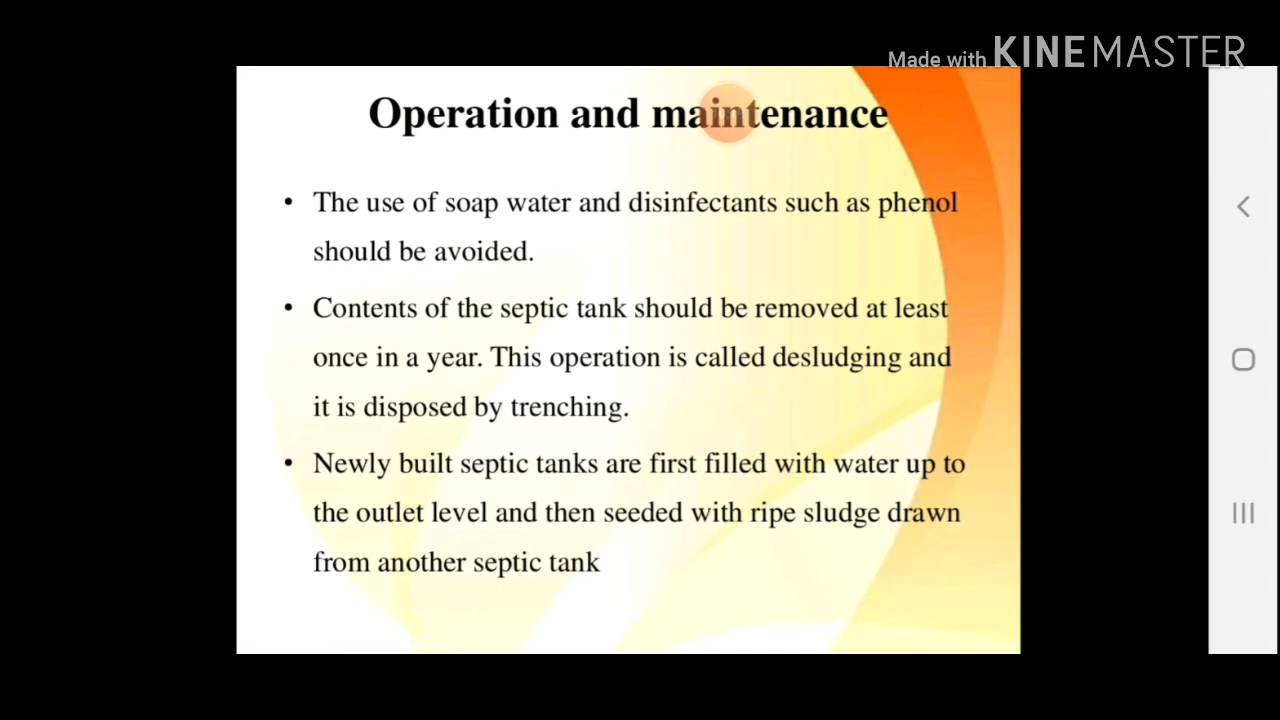 Made with KINEMASTER
Operation and maintenance
• The use of soap water and disinfectants such as phenol
should be avoided.
• Contents of the septic tank should be removed at least
once in a year. This operation is called desludging and
it is disposed by trenching.
• Newly built septic tanks are first filled with water up to
the outlet level and then seeded with ripe sludge drawn
from another septic tank